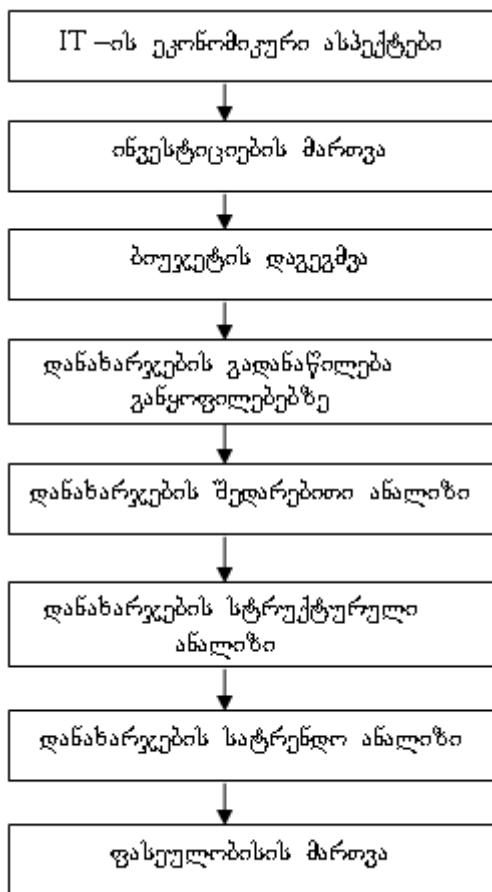 IT –ის ეკონომიკური ასპექტები
ინვესტიციების მართვა
ბიუჯეტის დაგეგმვა
დანახარჯების გადანაწილება
განყოფილებებზე
დანახარჯების შედარებითი ანალიზი
დანახარჯების სტრუქტურული
ანალიზი
დანახარჯების სატრენდო ანალიზი
ფასეულობისის მართვა